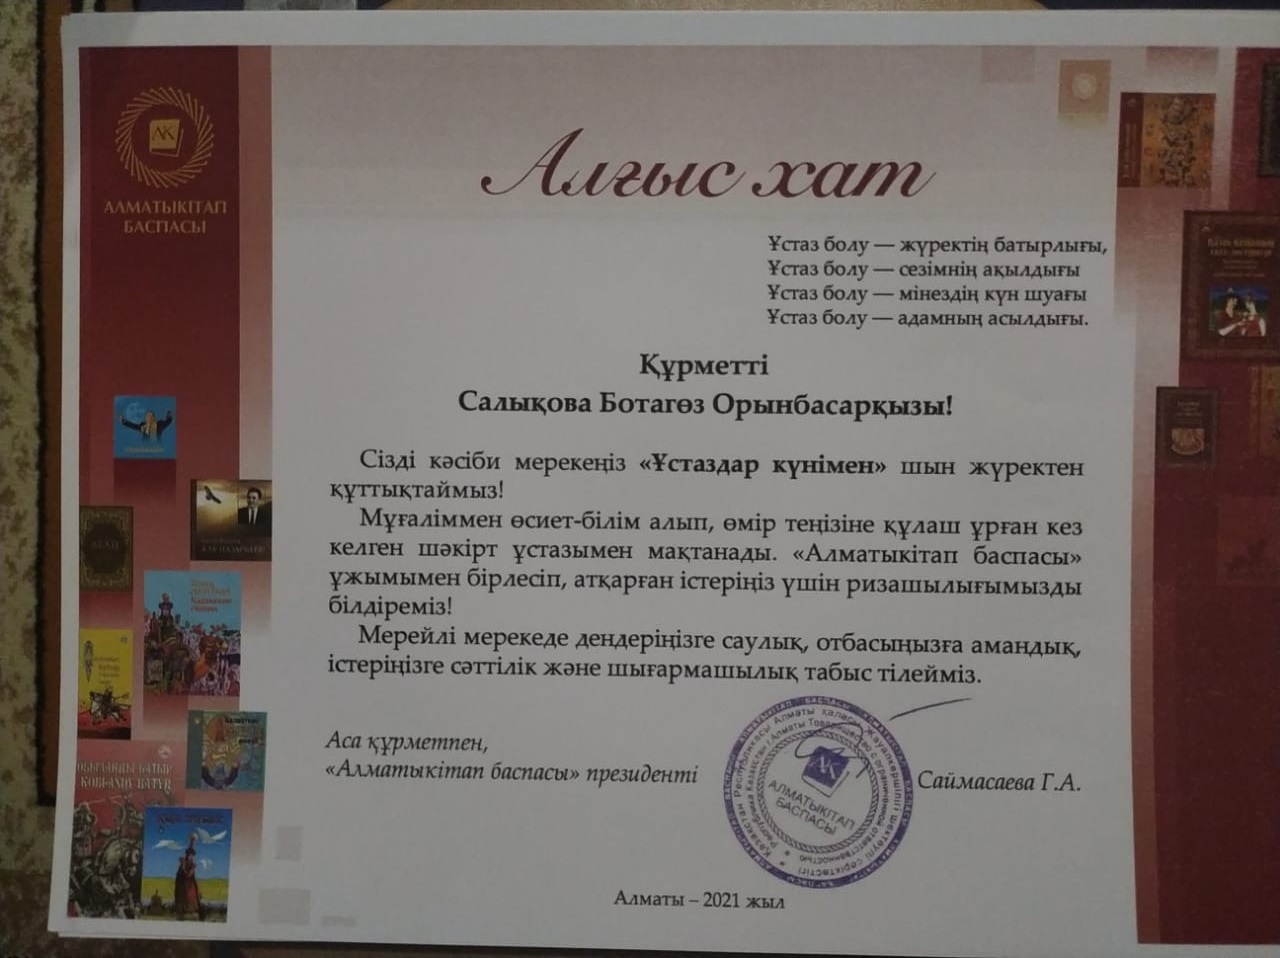 АК
АЛМАТЫКІТАП
БАСПАСЫ
Алғыс хат
Ұстаз болу — жүректің батырлығы,
Ұстаз болу — сезімнің ақылдығы
Ұстаз болу — мінездің күн шуағы
Ұстаз болу — адамның асылдығы.
Құрметті
Салықова Ботагөз Орынбасарқызы!
Сізді кәсіби мерекеңіз «Ұстаздар күнімен» шын жүректен
құттықтаймыз!
Мұғаліммен өсиет-білім алып, өмір теңізіне құлаш ұрған кез
келген шәкірт ұстазымен мақтанады. «Алматыкітап баспасы»
ұжымымен бірлесіп, атқарған істеріңіз үшін ризашылығымызды
білдіреміз!
Мерейлі мерекеде дендеріңізге саулық, отбасыңызға амандық,
істеріңізге сәттілік және шығармашылық табыс тілейміз.
Аса құрметпен,
«Алматыкітап баспасы» президенті
Саймасаева Г.А.
АК
АЛМАТЫКІТАП
БАСПАСЫ
Алматы – 2021 жыл